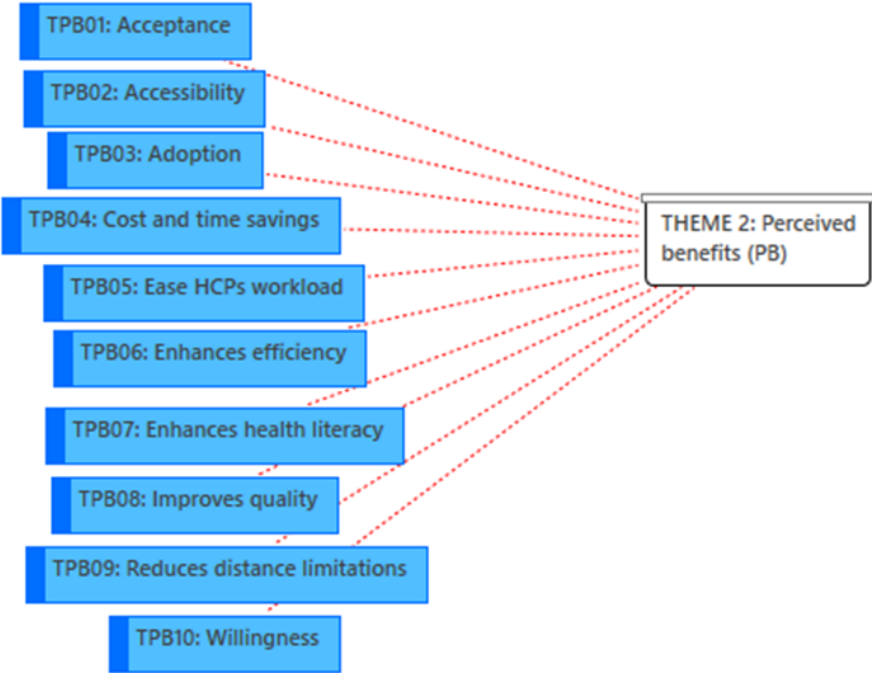 TPB01: Acceptance
TPB02: Accessibility
TPB03: Adoption
TPB04: Cost and time savings
TPB05: Ease HCPs workload
TPB06: Enhances efficiency
TPB07: Enhances health literacy
TPB08: Improves quality
TPB09: Reduces distance limitations
TPB10: Willingness
THEME 2: Perceived
benefits (PB)